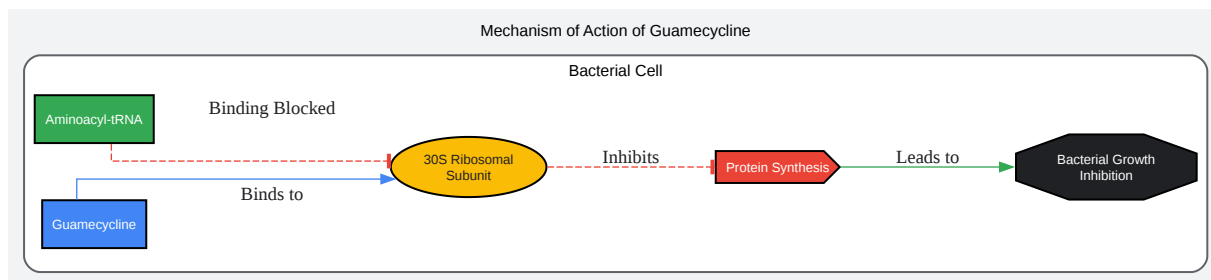 Mechanism of Action of Guamecycline
Bacterial Cell
Aminoacyl-tRNA
Binding Blocked
30S Ribosomal
Subunit
Inhibits
Protein Synthesis
Leads to
Bacterial Growth
Inhibition
Binds to
Guamecycline